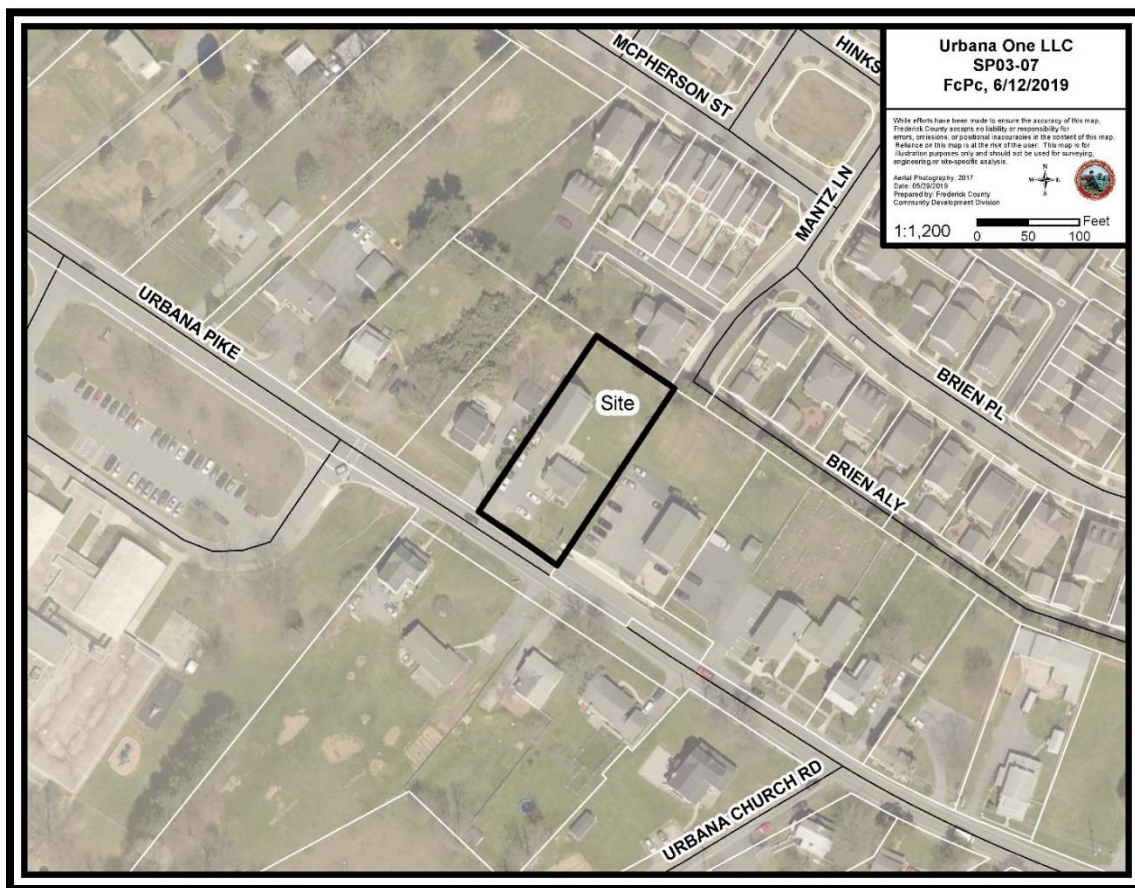 Urbana One LLC
SP03-07
FcPc, 6/12/2019
While efforts have been made to ensure the accuracy of this map,
Frederick County accepts no liability or responsibility for
errors, omissions, or positional inaccuracies in the content of this map.
Reliance on this map is at the risk of the user. This map is for
illustration purposes only and should not be used for surveying,
engineering or site-specific analysis.
Aerial Photography, 2017
Date: 05/29/2019
Prepared by: Frederick County
Community Development Division
N
W E
S
1:1,200
Feet
0 50 100
MCPHERSON ST
HINKS
MANTZ LN
URBANA PIKE
Site
BRIEN PL
BRIEN ALY
URBANA CHURCH RD